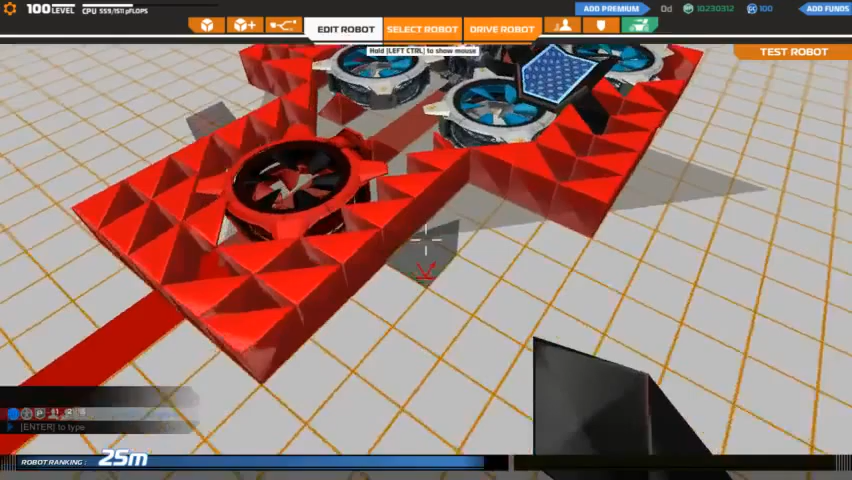 100 LEVEL CPU 559/1511 pFLOPS
ADD PREMIUM 0d 10230312 100 ADD FUNDS
EDIT ROBOT SELECT ROBOT DRIVE ROBOT
Hold [LEFT CTRL] to show mouse
TEST ROBOT
[ENTER] to type
ROBOT RANKING: 25m